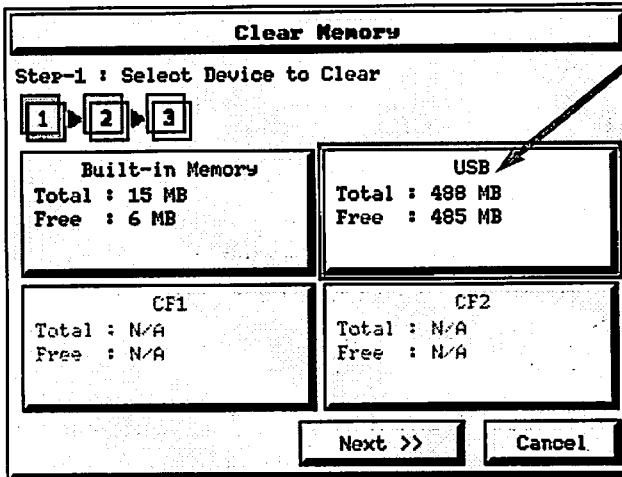 Clear Memory
Step-1 : Select Device to Clear
1 2 3
Built-in Memory
Total : 15 MB
Free : 6 MB
USB
Total : 488 MB
Free : 485 MB
CF1
Total : N/A
Free : N/A
CF2
Total : N/A
Free : N/A
Next >>
Cancel